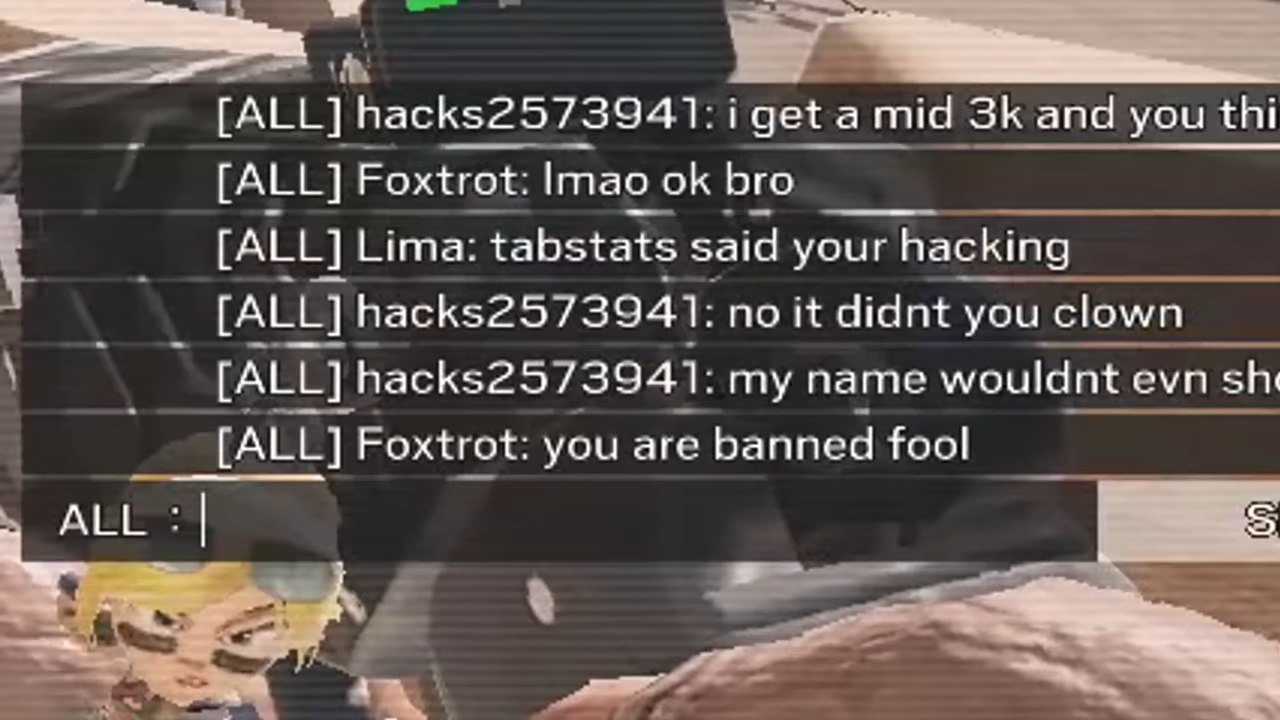 [ALL] hacks2573941: i get a mid 3k and you
[ALL] Foxtrot: lmao ok bro
[ALL] Lima: tabstats said your hacking
[ALL] hacks2573941: no it didnt you clown
[ALL] hacks2573941: my name wouldnt evn
[ALL] Foxtrot: you are banned fool
ALL :